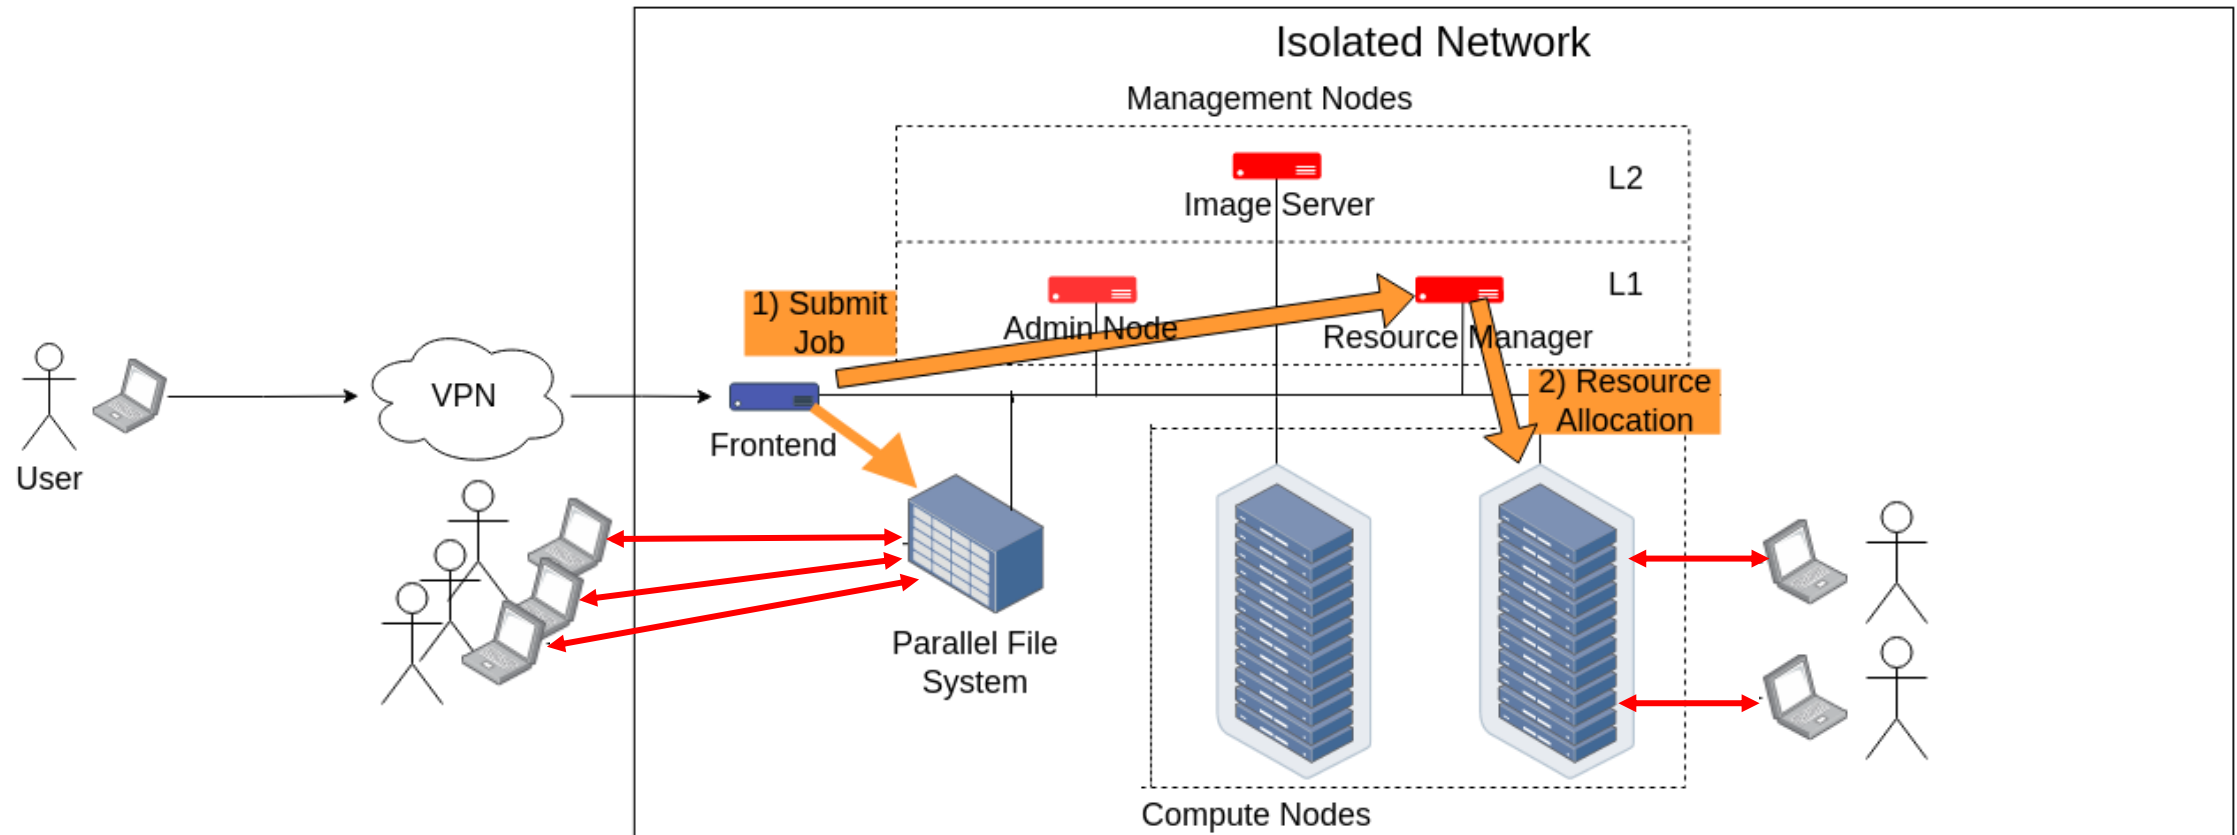 Isolated Network
Management Nodes
L2
Image Server
L1
1) Submit
Job
Admin Node
Resource Manager
2) Resource
Allocation
VPN
Frontend
User
Parallel File
System
Compute Nodes